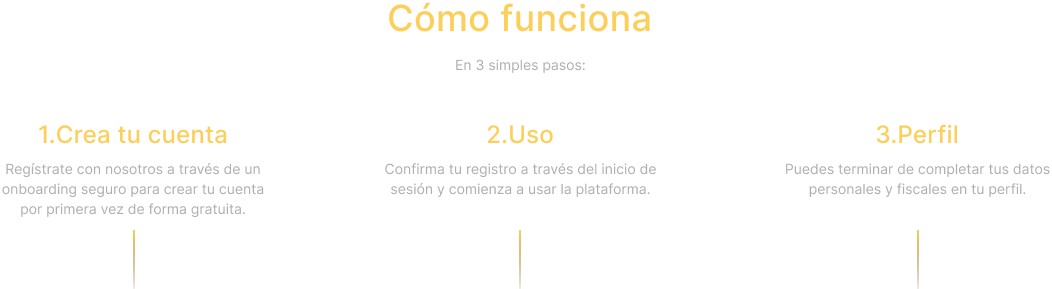 Cómo funciona
En 3 simples pasos:
1.Crea tu cuenta
Regístrate con nosotros a través de un
onboarding seguro para crear tu cuenta
por primera vez de forma gratuita.
2.Uso
Confirma tu registro a través del inicio de
sesión y comienza a usar la plataforma.
3.Perfil
Puedes terminar de completar tus datos
personales y fiscales en tu perfil.